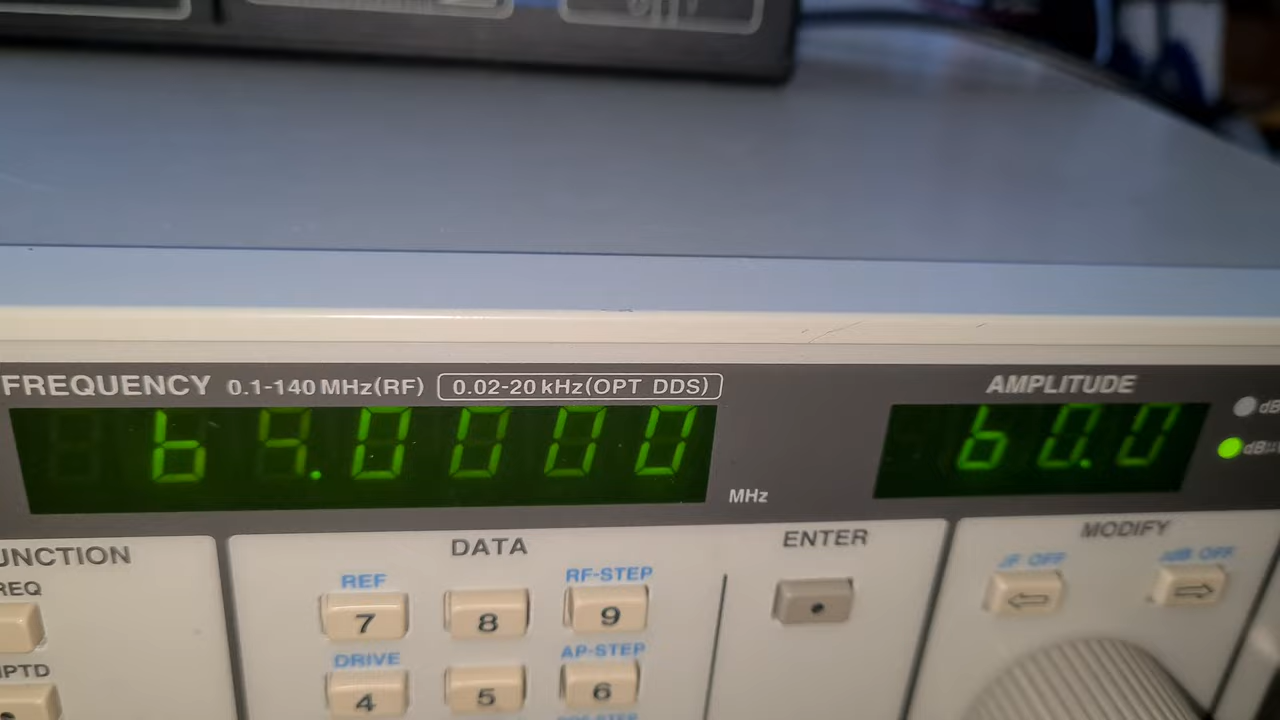 FREQUENCY 0.1-140 MHz(RF) 0.02-20 kHz(OPT DDS) AMPLITUDE
64.0000 MHz 60.0
UNCTION DATA ENTER MODIFY
REQ REF RF-STEP
7 8 9
PTD DRIVE AP-STEP
4 5 6